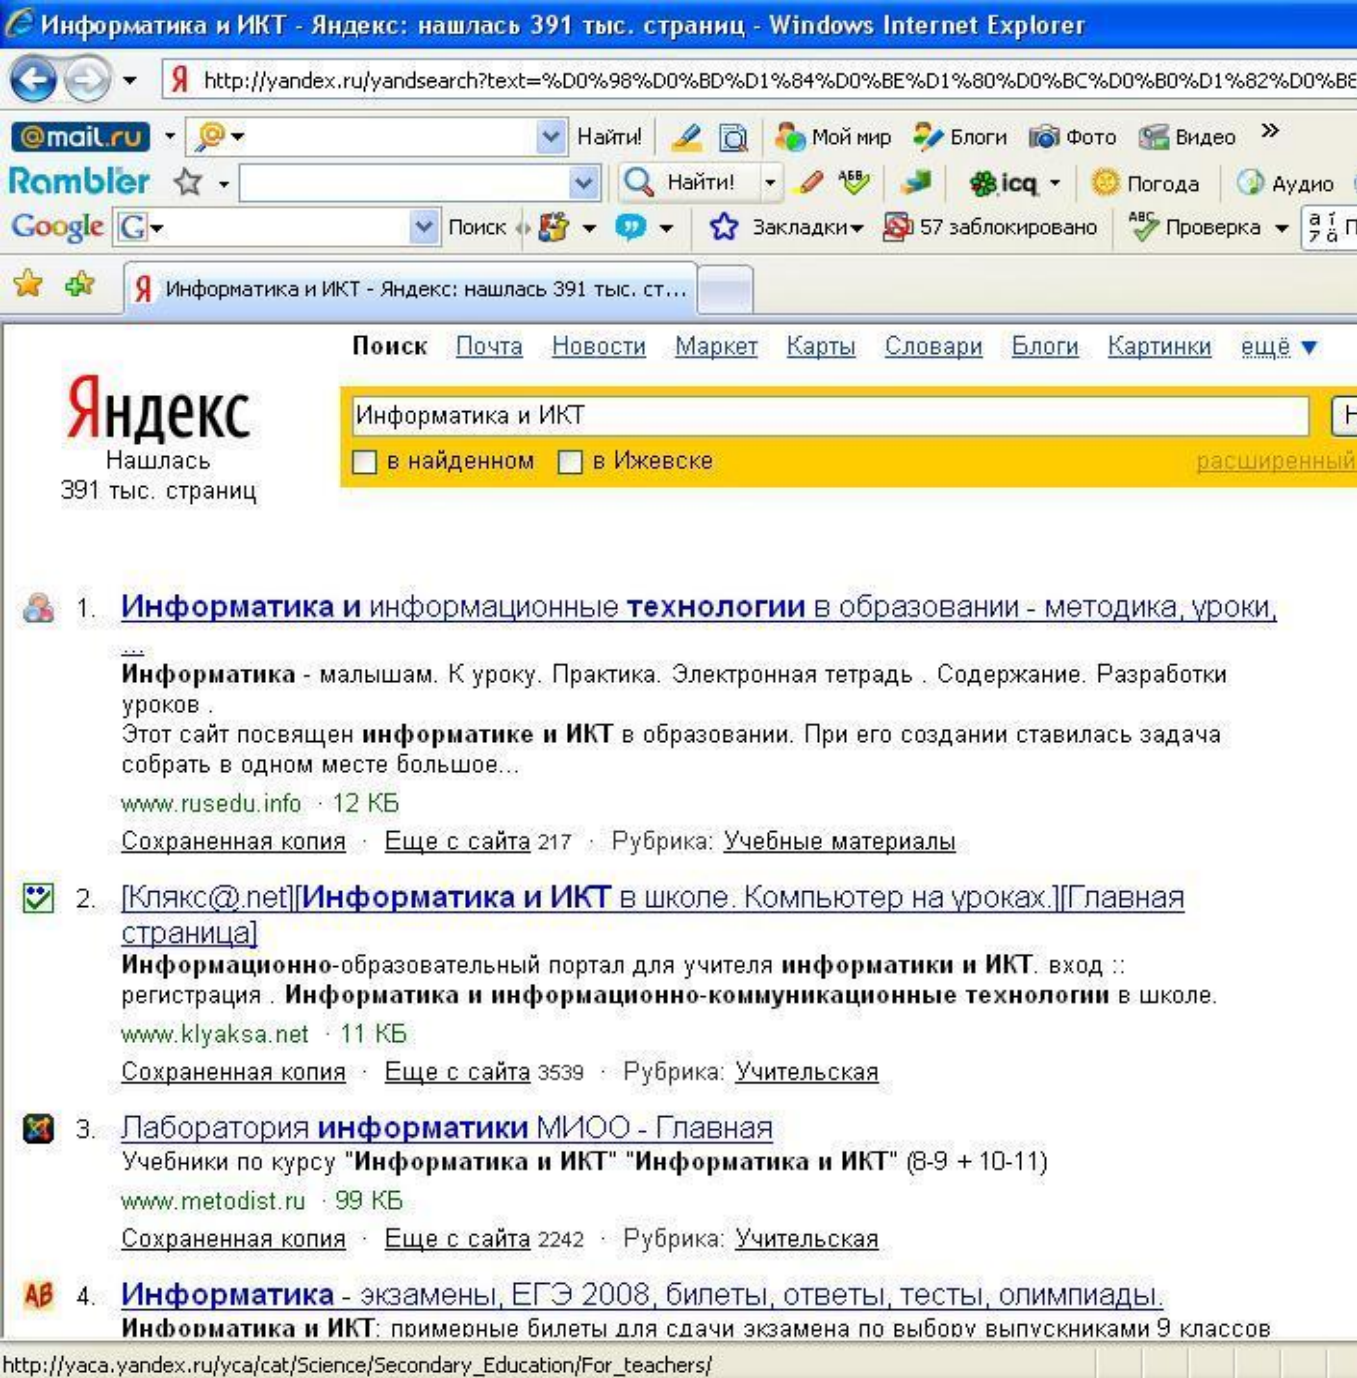 Информатика и ИКТ - Яндекс: нашлась 391 тыс. страниц - Windows Internet Explorer
Я http://yandex.ru/yandsearch?text=%D0%98%D0%BD%D1%84%D0%BE%D1%80%D0%BC%D0%B0%D1%82%D0%B8
@mail.ru Найти! Мой мир Блоги Фото Видео »
Rambler Найти! АБВ icq Погода Аудио
Google G Поиск Закладки 57 заблокировано ABC Проверка
Я Информатика и ИКТ - Яндекс: нашлась 391 тыс. ст...
Поиск Почта Новости Маркет Карты Словари Блоги Картинки ещё ▼
Яндекс
Информатика и ИКТ
Нашлась
391 тыс. страниц
в найденном в Ижевске расширенный
1. Информатика и информационные технологии в образовании - методика, уроки,
...
Информатика - малышам. К уроку. Практика. Электронная тетрадь . Содержание. Разработки
уроков .
Этот сайт посвящен информатике и ИКТ в образовании. При его создании ставилась задача
собрать в одном месте большое...
www.rusedu.info · 12 КБ
Сохраненная копия · Еще с сайта 217 · Рубрика: Учебные материалы
2. [Клякс@.net][Информатика и ИКТ в школе. Компьютер на уроках.][Главная
страница]
Информационно-образовательный портал для учителя информатики и ИКТ. вход ::
регистрация . Информатика и информационно-коммуникационные технологии в школе.
www.klyaksa.net · 11 КБ
Сохраненная копия · Еще с сайта 3539 · Рубрика: Учительская
3. Лаборатория информатики МИОО - Главная
Учебники по курсу "Информатика и ИКТ" "Информатика и ИКТ" (8-9 + 10-11)
www.metodist.ru · 99 КБ
Сохраненная копия · Еще с сайта 2242 · Рубрика: Учительская
АВ 4. Информатика - экзамены, ЕГЭ 2008, билеты, ответы, тесты, олимпиады.
Информатика и ИКТ: примерные билеты для сдачи экзамена по выбору выпускниками 9 классов
http://yaca.yandex.ru/yca/cat/Science/Secondary_Education/For_teachers/